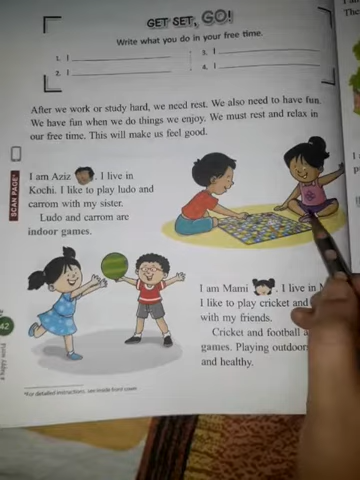 GET SET, GO!
Write what you do in your free time.
1. I
2. I
3. I
4. I
After we work or study hard, we need rest. We also need to have fun.
We have fun when we do things we enjoy. We must rest and relax in
our free time. This will make us feel good.
SCAN PAGE*
I am Aziz . I live in
Kochi. I like to play ludo and
carrom with my sister.
Ludo and carrom are
indoor games.
I am Mami . I live in
I like to play cricket and
with my friends.
Cricket and football
games. Playing outdoor
and healthy.
42
a happy world
*For detailed instructions, see inside front cover.
The